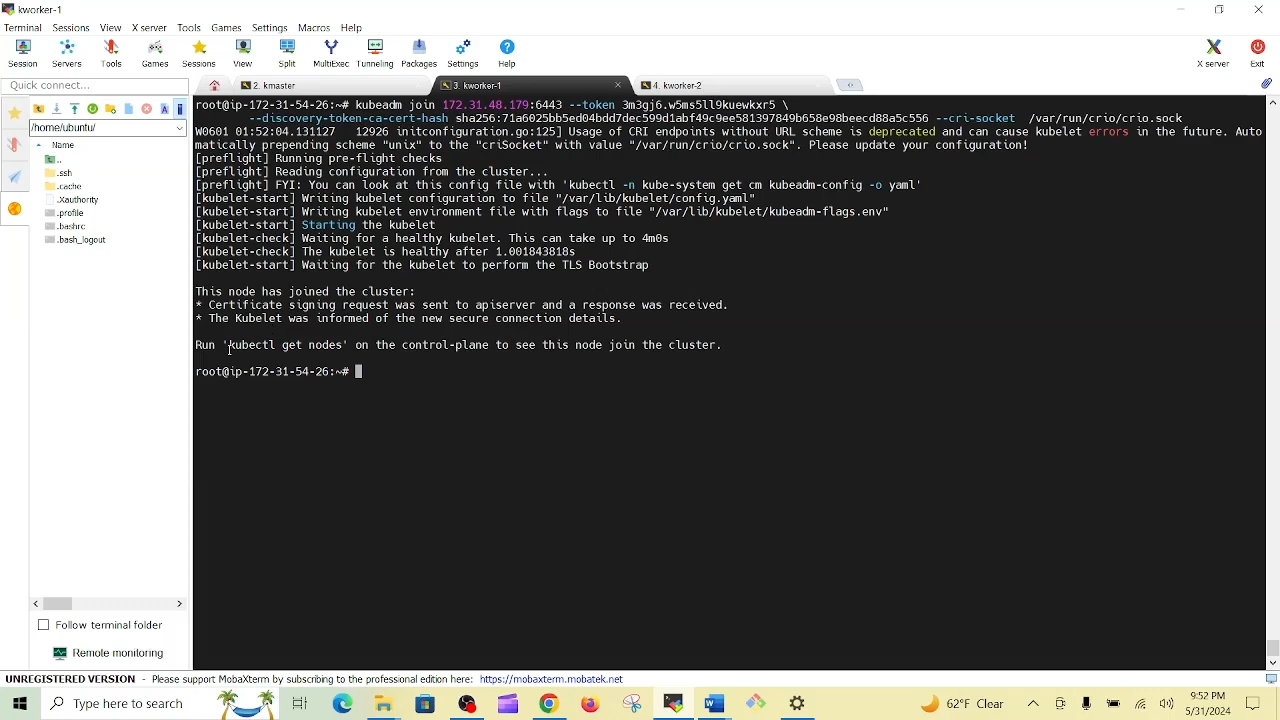 kworker-1
Terminal Sessions View X server Tools Games Settings Macros Help
Session Servers Tools Games Sessions View Split MultiExec Tunneling Packages Settings Help X server Exit
Quick connect...
2. kmaster
3. kworker-1
4. kworker-2
/home/ubuntu/
Name
..
.ssh
.cache
.Xauthority
.profile
.bashrc
.bash_logout
Follow terminal folder
Remote monitoring
root@ip-172-31-54-26:~# kubeadm join 172.31.48.179:6443 --token 3m3gj6.w5ms5ll9kuewkxr5 \
--discovery-token-ca-cert-hash sha256:71a6025bb5ed04bdd7dec599d1abf49c9ee585b87849b658e98beecd88a5c556 --cri-socket /var/run/crio/crio.sock
W0601 01:52:04.131127 12926 initconfiguration.go:125] Usage of CRI endpoints without URL scheme is deprecated and can cause kubelet errors in the future. Auto
matically prepending scheme "unix" to the "criSocket" with value "/var/run/crio/crio.sock". Please update your configuration!
[preflight] Running pre-flight checks
[preflight] Reading configuration from the cluster...
[preflight] FYI: You can look at this config file with 'kubectl -n kube-system get cm kubeadm-config -o yaml'
[kubelet-start] Writing kubelet configuration to file "/var/lib/kubelet/config.yaml"
[kubelet-start] Writing kubelet environment file with flags to file "/var/lib/kubelet/kubeadm-flags.env"
[kubelet-start] Starting the kubelet
[kubelet-check] Waiting for a healthy kubelet. This can take up to 4m0s
[kubelet-check] The kubelet is healthy after 1.001843818s
[kubelet-start] Waiting for the kubelet to perform the TLS Bootstrap
This node has joined the cluster:
* Certificate signing request was sent to apiserver and a response was received.
* The Kubelet was informed of the new secure connection details.
Run 'kubectl get nodes' on the control-plane to see this node join the cluster.
root@ip-172-31-54-26:~#
UNREGISTERED VERSION - Please support MobaXterm by subscribing to the professional edition here: https://mobaxterm.mobatek.net
Type here to search
62°F Clear
9:52 PM
5/31/2024